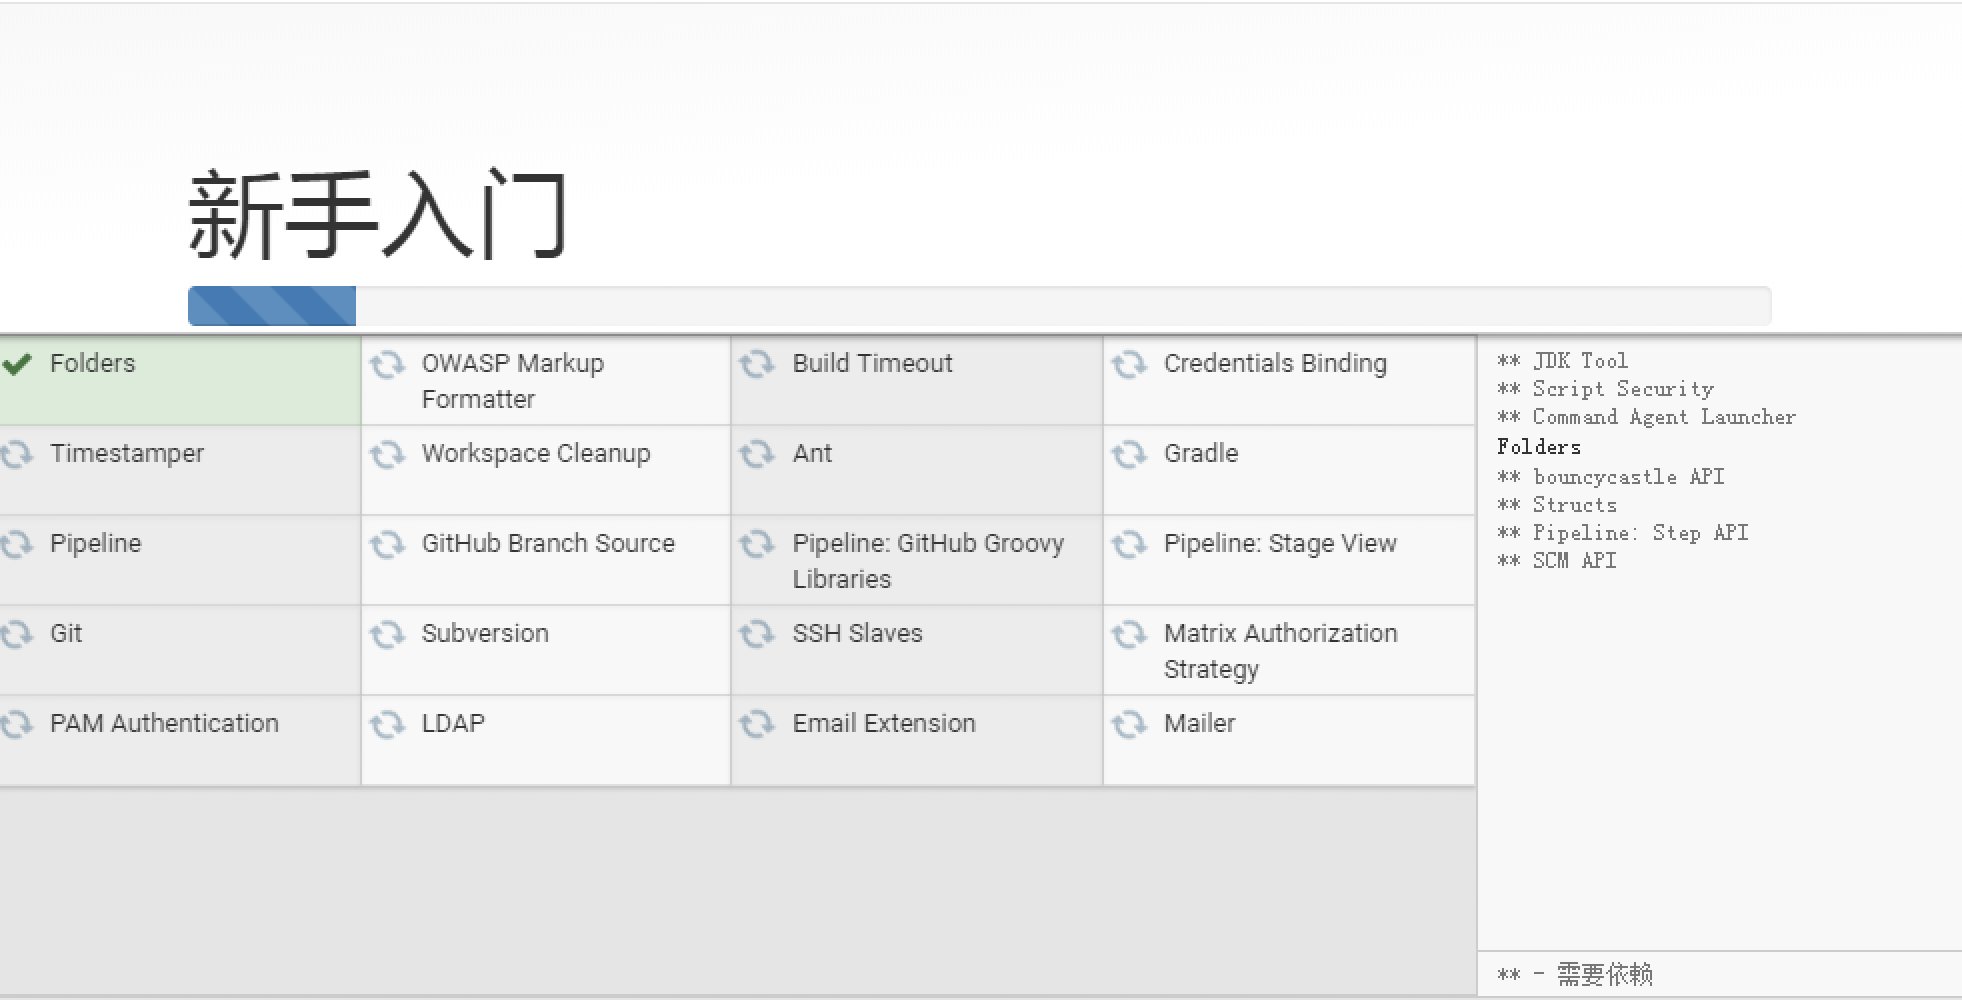 新手入门
Folders
OWASP Markup
Formatter
Build Timeout
Credentials Binding
Timestamper
Workspace Cleanup
Ant
Gradle
Pipeline
GitHub Branch Source
Pipeline: GitHub Groovy
Libraries
Pipeline: Stage View
Git
Subversion
SSH Slaves
Matrix Authorization
Strategy
PAM Authentication
LDAP
Email Extension
Mailer
** JDK Tool
** Script Security
** Command Agent Launcher
Folders
** bouncycastle API
** Structs
** Pipeline: Step API
** SCM API
** - 需要依赖